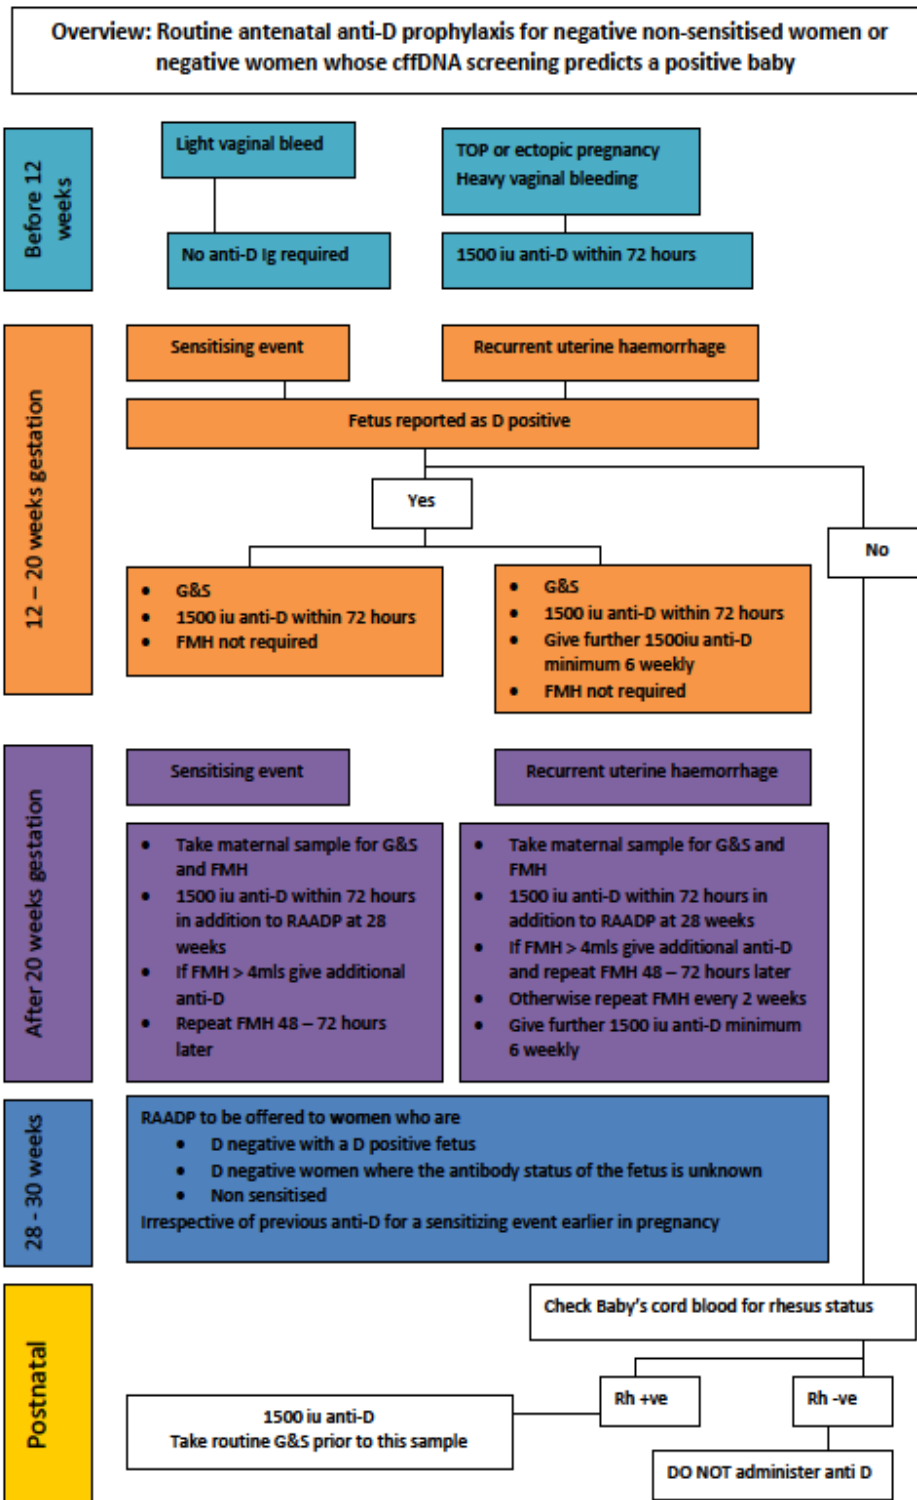 Overview: Routine antenatal anti-D prophylaxis for negative non-sensitised women or
negative women whose cffDNA screening predicts a positive baby
Before 12
weeks
Light vaginal bleed
TOP or ectopic pregnancy
Heavy vaginal bleeding
No anti-D Ig required
1500 iu anti-D within 72 hours
12 – 20 weeks gestation
Sensitising event
Recurrent uterine haemorrhage
Fetus reported as D positive
Yes
No
• G&S
• 1500 iu anti-D within 72 hours
• FMH not required
• G&S
• 1500 iu anti-D within 72 hours
• Give further 1500iu anti-D
minimum 6 weekly
• FMH not required
After 20 weeks gestation
Sensitising event
Recurrent uterine haemorrhage
• Take maternal sample for G&S
and FMH
• 1500 iu anti-D within 72 hours
in addition to RAADP at 28
weeks
• If FMH > 4mls give additional
anti-D
• Repeat FMH 48 – 72 hours
later
• Take maternal sample for G&S and
FMH
• 1500 iu anti-D within 72 hours in
addition to RAADP at 28 weeks
• If FMH > 4mls give additional anti-D
and repeat FMH 48 – 72 hours later
• Otherwise repeat FMH every 2 weeks
• Give further 1500 iu anti-D minimum
6 weekly
28 - 30 weeks
RAADP to be offered to women who are
• D negative with a D positive fetus
• D negative women where the antibody status of the fetus is unknown
• Non sensitised
Irrespective of previous anti-D for a sensitizing event earlier in pregnancy
Postnatal
Check Baby's cord blood for rhesus status
Rh +ve
Rh -ve
1500 iu anti-D
Take routine G&S prior to this sample
DO NOT administer anti D